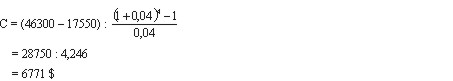 C = (46300 – 17550) : ((1+0,04)⁴ –1) / 0,04
= 28750 : 4,246
= 6771 $